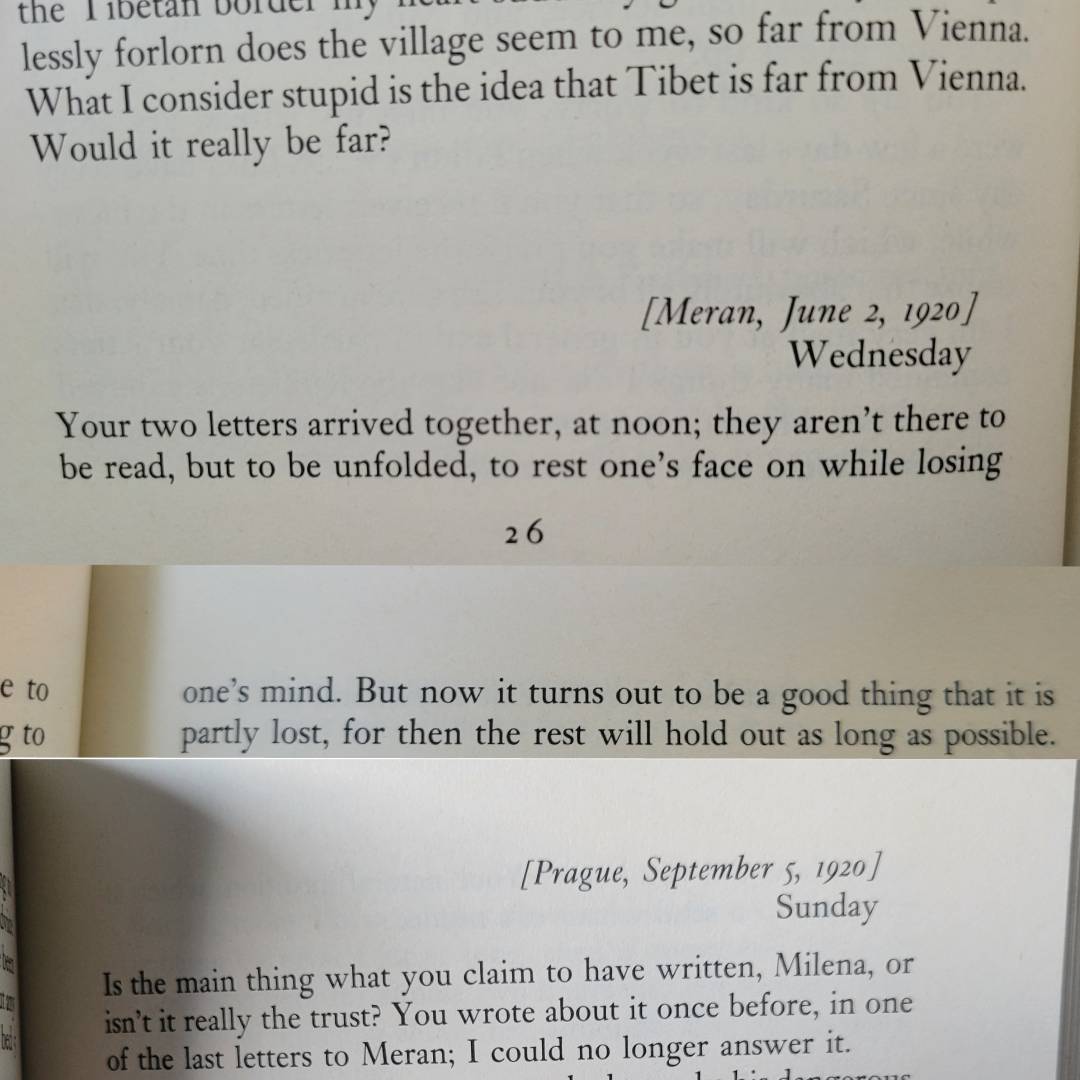 the Tibetan border my heart
lessly forlorn does the village seem to me, so far from Vienna.
What I consider stupid is the idea that Tibet is far from Vienna.
Would it really be far?
[Meran, June 2, 1920]
Wednesday
Your two letters arrived together, at noon; they aren’t there to
be read, but to be unfolded, to rest one’s face on while losing
26
e to
g to
one’s mind. But now it turns out to be a good thing that it is
partly lost, for then the rest will hold out as long as possible.
[Prague, September 5, 1920]
Sunday
Is the main thing what you claim to have written, Milena, or
isn’t it really the trust? You wrote about it once before, in one
of the last letters to Meran; I could no longer answer it.
dangerous